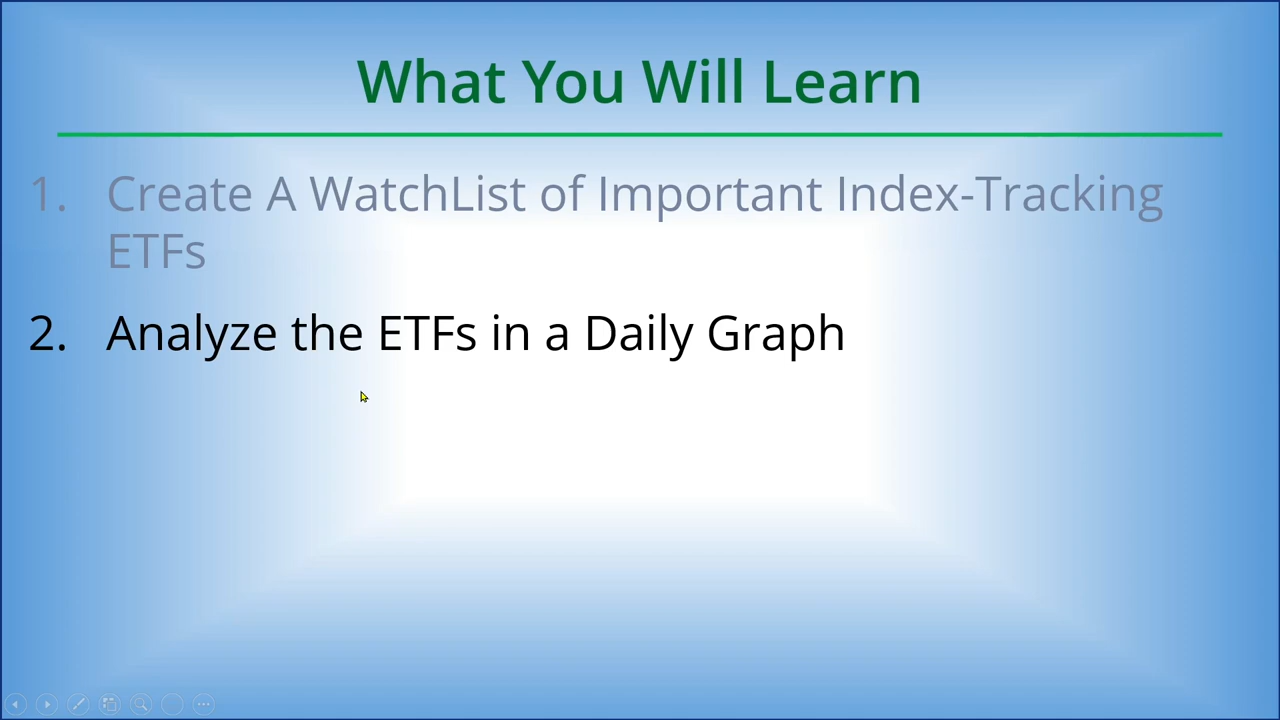 What You Will Learn
1. Create A WatchList of Important Index-Tracking
ETFs
2. Analyze the ETFs in a Daily Graph